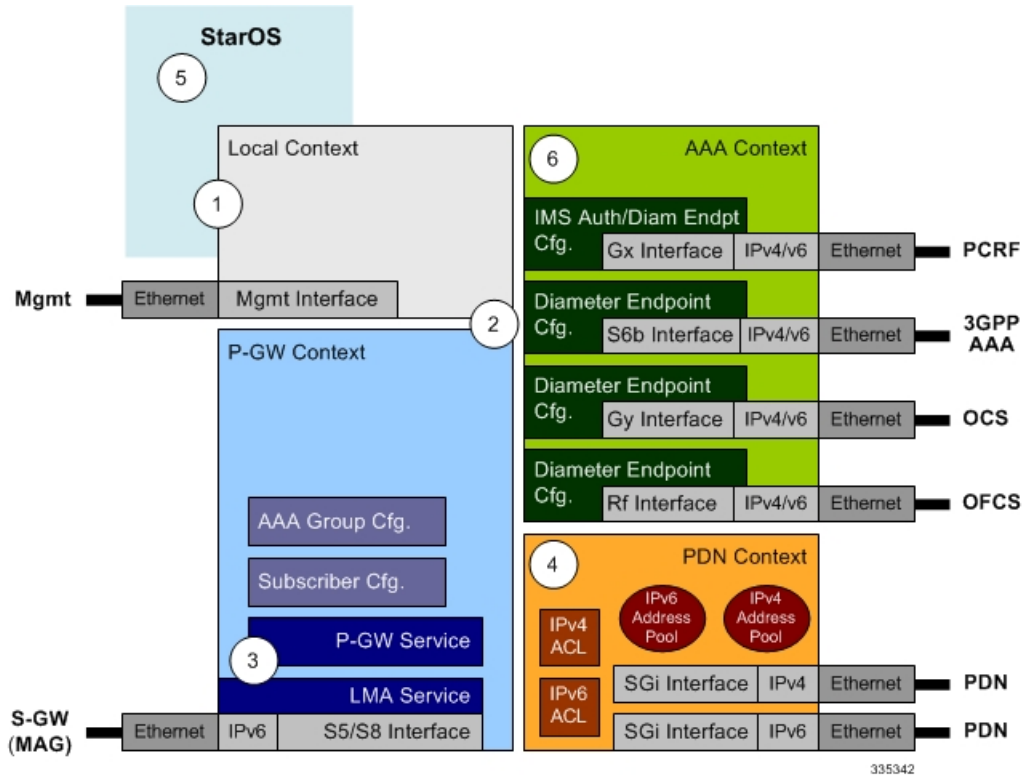 StarOS
5
Local Context
1
Mgmt
Ethernet
Mgmt Interface
2
P-GW Context
AAA Group Cfg.
Subscriber Cfg.
P-GW Service
3
LMA Service
S-GW
(MAG)
Ethernet
IPv6
S5/S8 Interface
6
AAA Context
IMS Auth/Diam Endpt
Cfg.
Gx Interface
IPv4/v6
Ethernet
PCRF
Diameter Endpoint
Cfg.
S6b Interface
IPv4/v6
Ethernet
3GPP
AAA
Diameter Endpoint
Cfg.
Gy Interface
IPv4/v6
Ethernet
OCS
Diameter Endpoint
Cfg.
Rf Interface
IPv4/v6
Ethernet
OFCS
4
PDN Context
IPv6
Address
Pool
IPv4
Address
Pool
IPv4
ACL
IPv6
ACL
SGi Interface
IPv4
Ethernet
PDN
SGi Interface
IPv6
Ethernet
PDN
335342